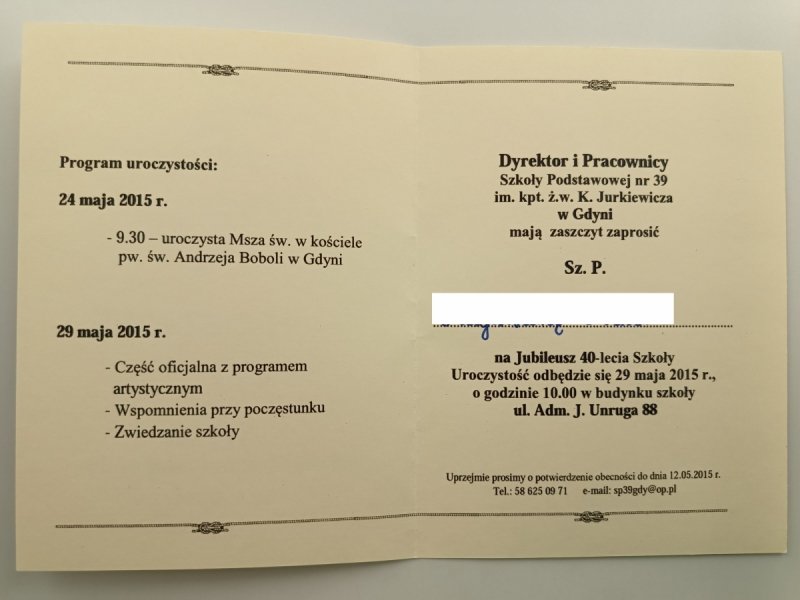 Program uroczystości:
24 maja 2015 r.
- 9.30 – uroczysta Msza św. w kościele
pw. św. Andrzeja Boboli w Gdyni
29 maja 2015 r.
- Część oficjalna z programem
artystycznym
- Wspomnienia przy poczęstunku
- Zwiedzanie szkoły
Dyrektor i Pracownicy
Szkoły Podstawowej nr 39
im. kpt. ż.w. K. Jurkiewicza
w Gdyni
mają zaszczyt zaprosić
Sz. P.
na Jubileusz 40-lecia Szkoły
Uroczystość odbędzie się 29 maja 2015 r.,
o godzinie 10.00 w budynku szkoły
ul. Adm. J. Unruga 88
Uprzejmie prosimy o potwierdzenie obecności do dnia 12.05.2015 r.
Tel.: 58 625 09 71 e-mail: sp39gdy@op.pl